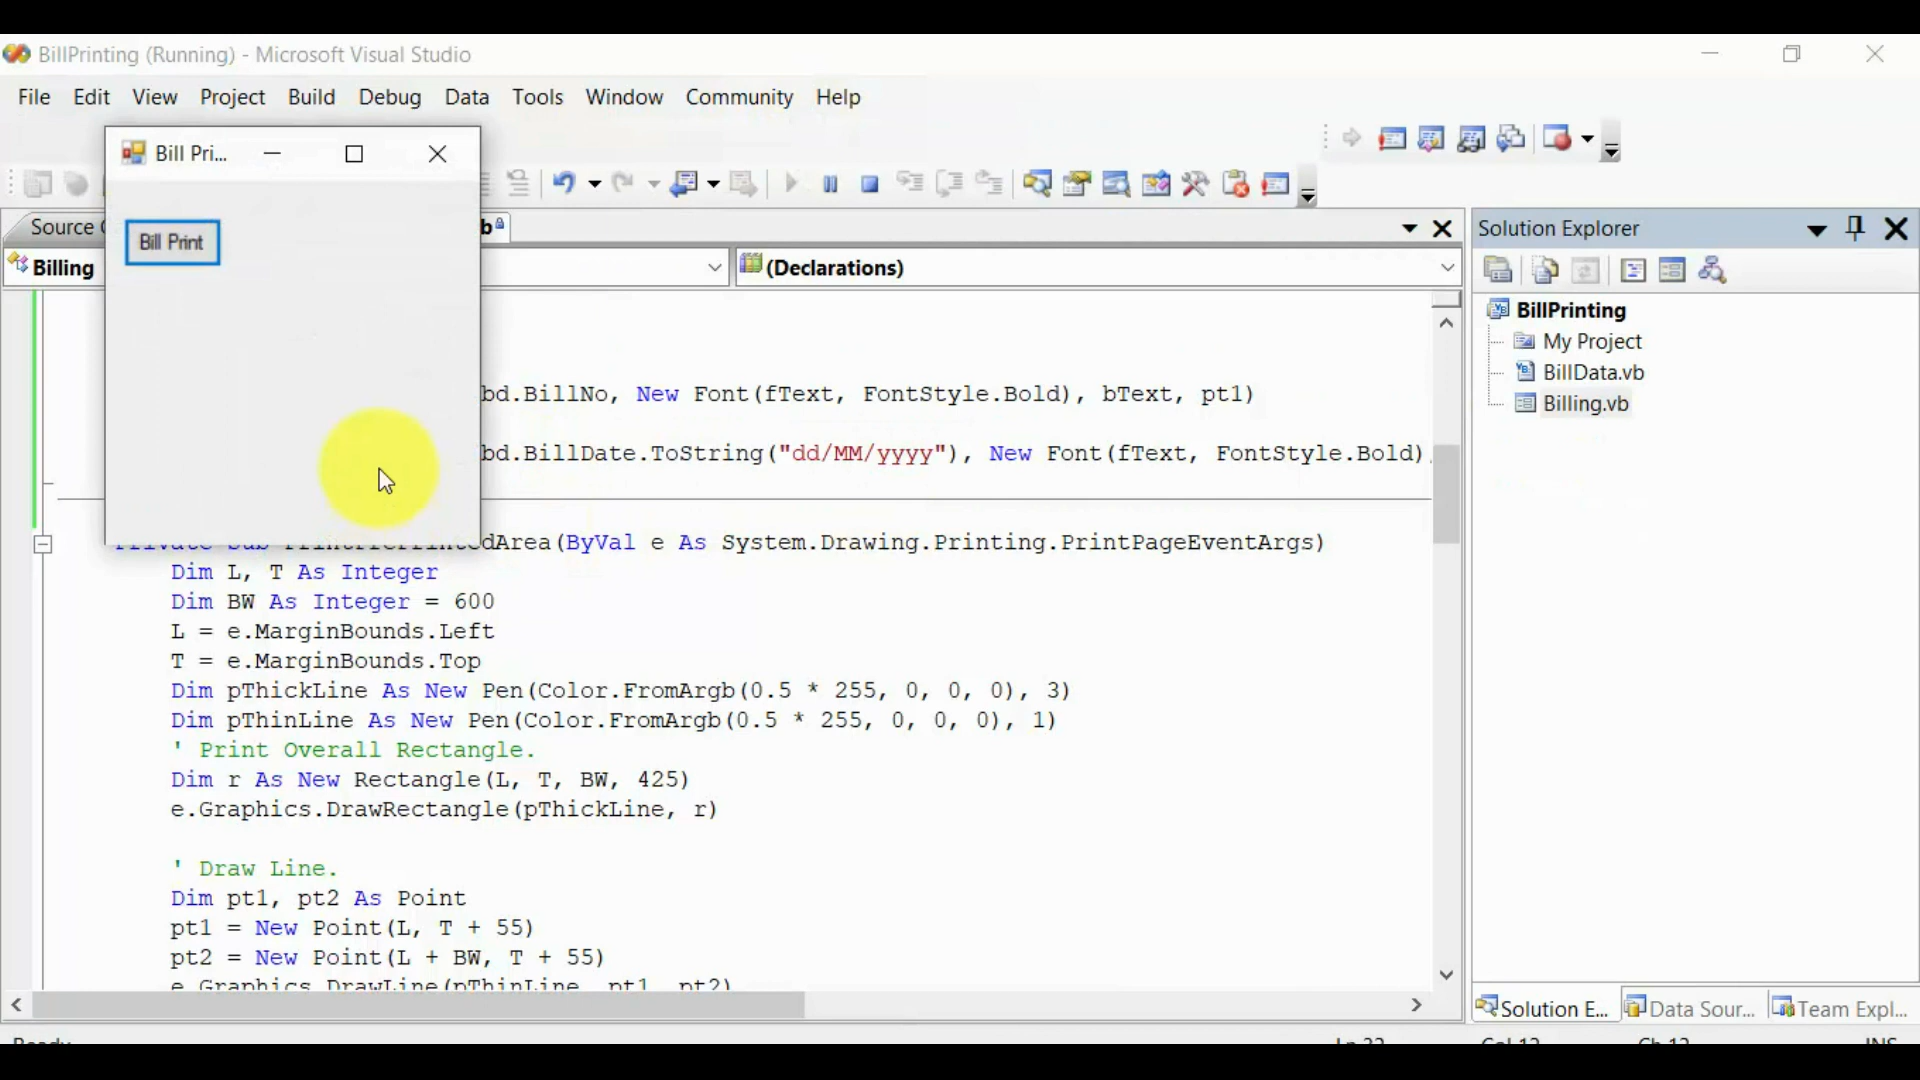 BillPrinting (Running) - Microsoft Visual Studio
File Edit View Project Build Debug Data Tools Window Community Help
Bill Pri...
Bill Print
Source b
Billing
(Declarations)
bd.BillNo, New Font(fText, FontStyle.Bold), bText, pt1)
bd.BillDate.ToString("dd/MM/yyyy"), New Font(fText, FontStyle.Bold)
dArea(ByVal e As System.Drawing.Printing.PrintPageEventArgs)
Dim L, T As Integer
Dim BW As Integer = 600
L = e.MarginBounds.Left
T = e.MarginBounds.Top
Dim pThickLine As New Pen(Color.FromArgb(0.5 * 255, 0, 0, 0), 3)
Dim pThinLine As New Pen(Color.FromArgb(0.5 * 255, 0, 0, 0), 1)
' Print Overall Rectangle.
Dim r As New Rectangle(L, T, BW, 425)
e.Graphics.DrawRectangle(pThickLine, r)
' Draw Line.
Dim pt1, pt2 As Point
pt1 = New Point(L, T + 55)
pt2 = New Point(L + BW, T + 55)
e.Graphics.DrawLine(pThinLine, pt1, pt2)
Solution Explorer
BillPrinting
My Project
BillData.vb
Billing.vb
Solution E... Data Sour... Team Expl...